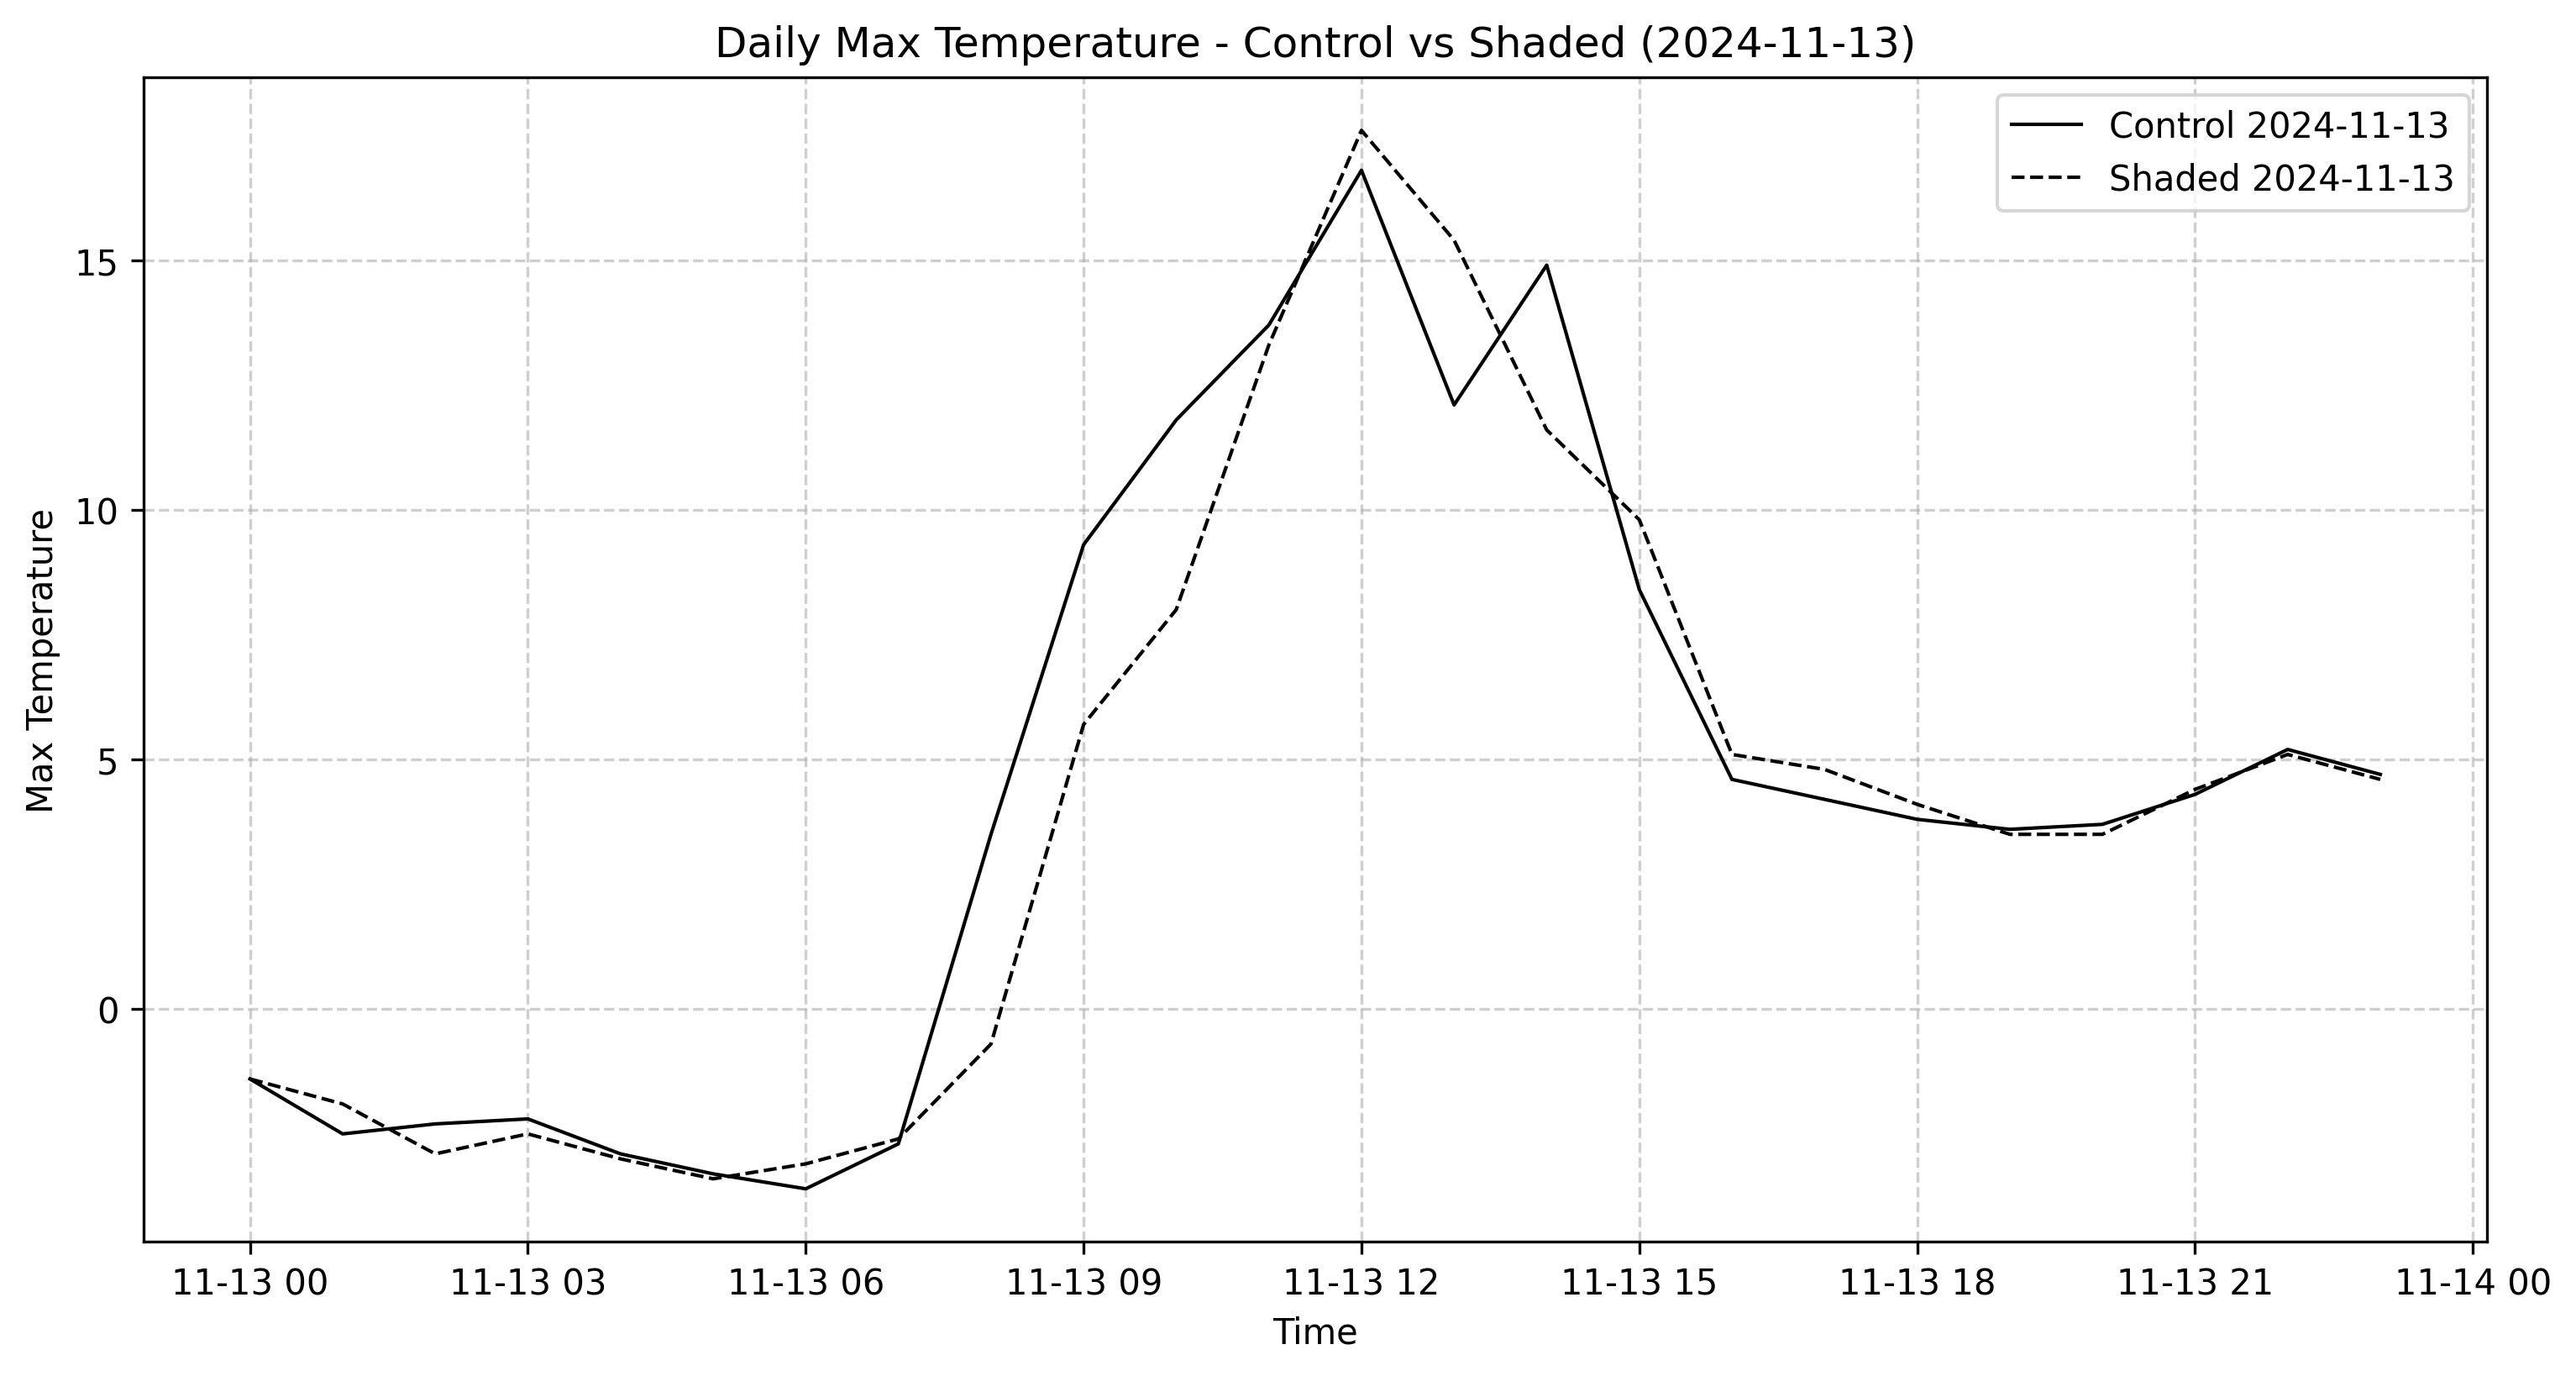 Daily Max Temperature - Control vs Shaded (2024-11-13)
Control 2024-11-13
Shaded 2024-11-13
Max Temperature
15
10
5
0
11-13 00
11-13 03
11-13 06
11-13 09
11-13 12
11-13 15
11-13 18
11-13 21
11-14 00
Time